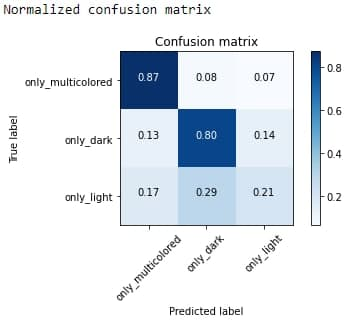 Normalized confusion matrix
Confusion matrix
only_multicolored 0.87 0.08 0.07
only_dark 0.13 0.80 0.14
only_light 0.17 0.29 0.21
True label
only_multicolored only_dark only_light
Predicted label
0.8
0.6
0.4
0.2